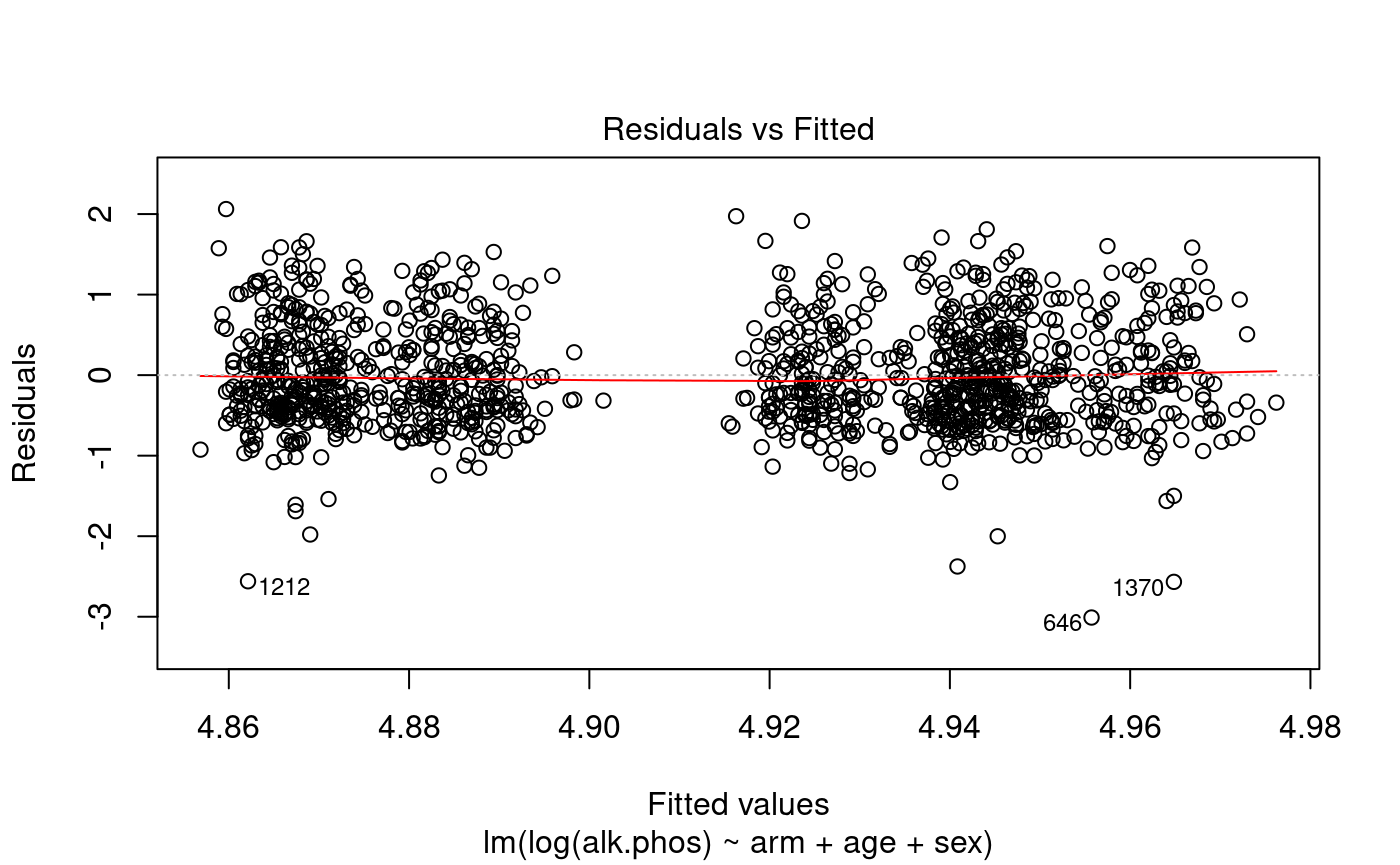 Residuals vs Fitted
Residuals
2
1
0
-1
-2
-3
1212
1370
646
4.86 4.88 4.90 4.92 4.94 4.96 4.98
Fitted values
lm(log(alk.phos) ~ arm + age + sex)